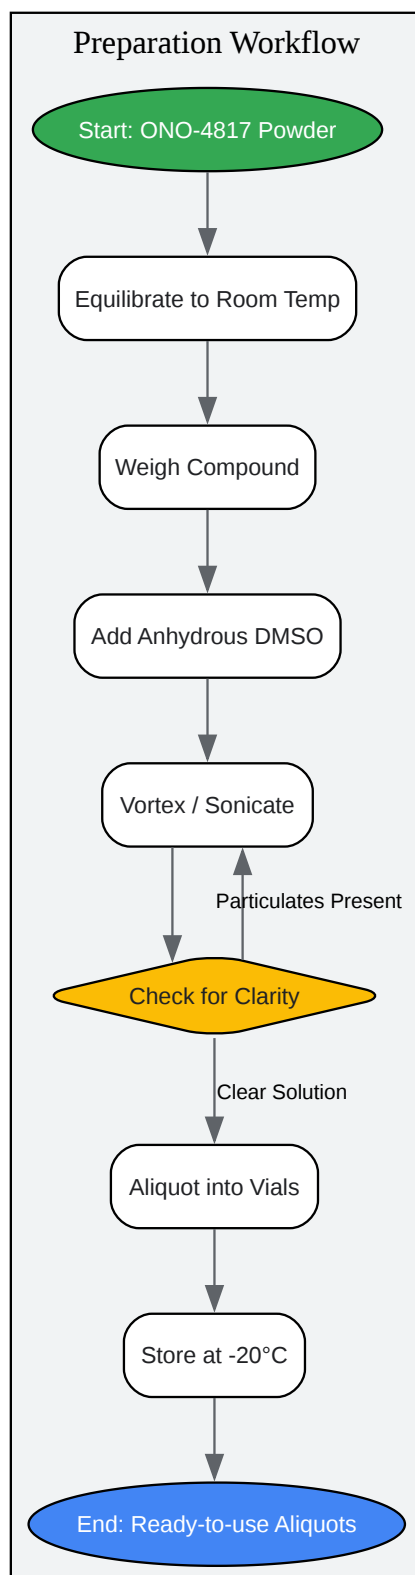 Preparation Workflow
Start: ONO-4817 Powder
Equilibrate to Room Temp
Weigh Compound
Add Anhydrous DMSO
Vortex / Sonicate
Particulates Present
Check for Clarity
Clear Solution
Aliquot into Vials
Store at -20°C
End: Ready-to-use Aliquots